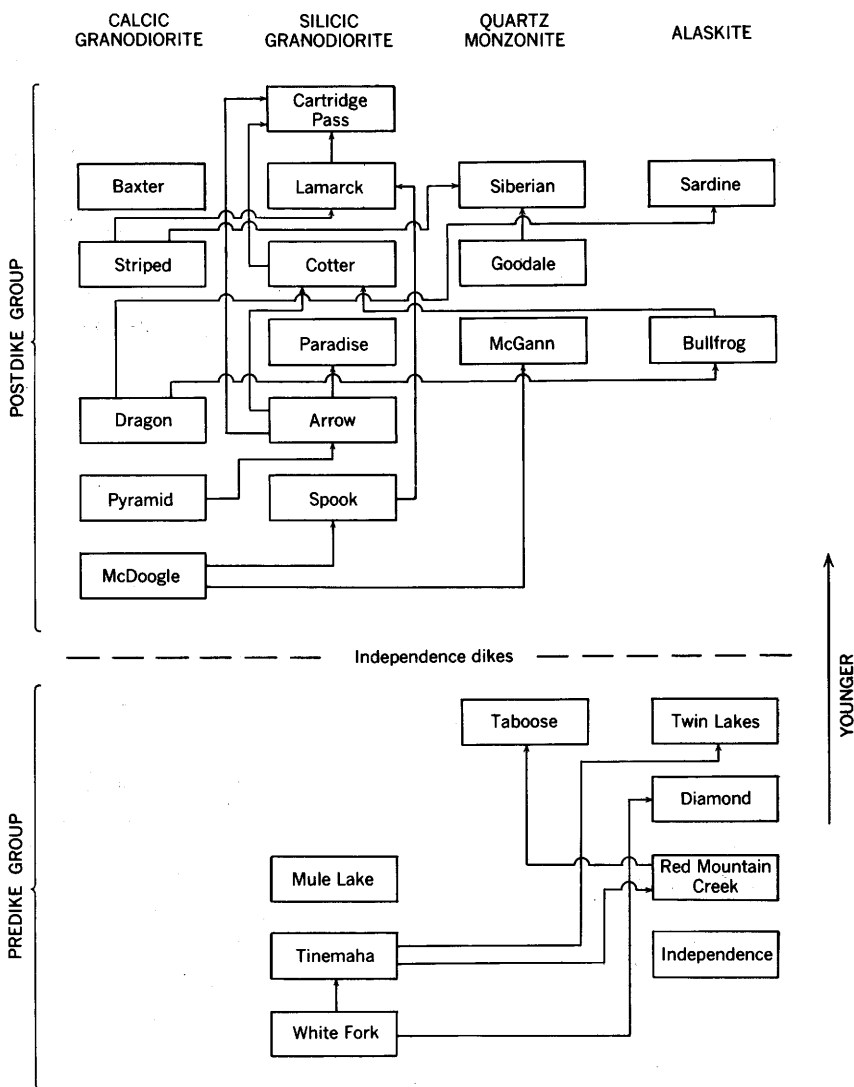 CALCIC
GRANODIORITE
SILICIC
GRANODIORITE
QUARTZ
MONZONITE
ALASKITE
POSTDIKE GROUP
Cartridge
Pass
Baxter
Lamarck
Siberian
Sardine
Striped
Cotter
Goodale
Paradise
McGann
Bullfrog
Dragon
Arrow
Pyramid
Spook
McDoogle
Independence dikes
YOUNGER
PREDIKE GROUP
Taboose
Twin Lakes
Diamond
Mule Lake
Red Mountain
Creek
Tinemaha
Independence
White Fork